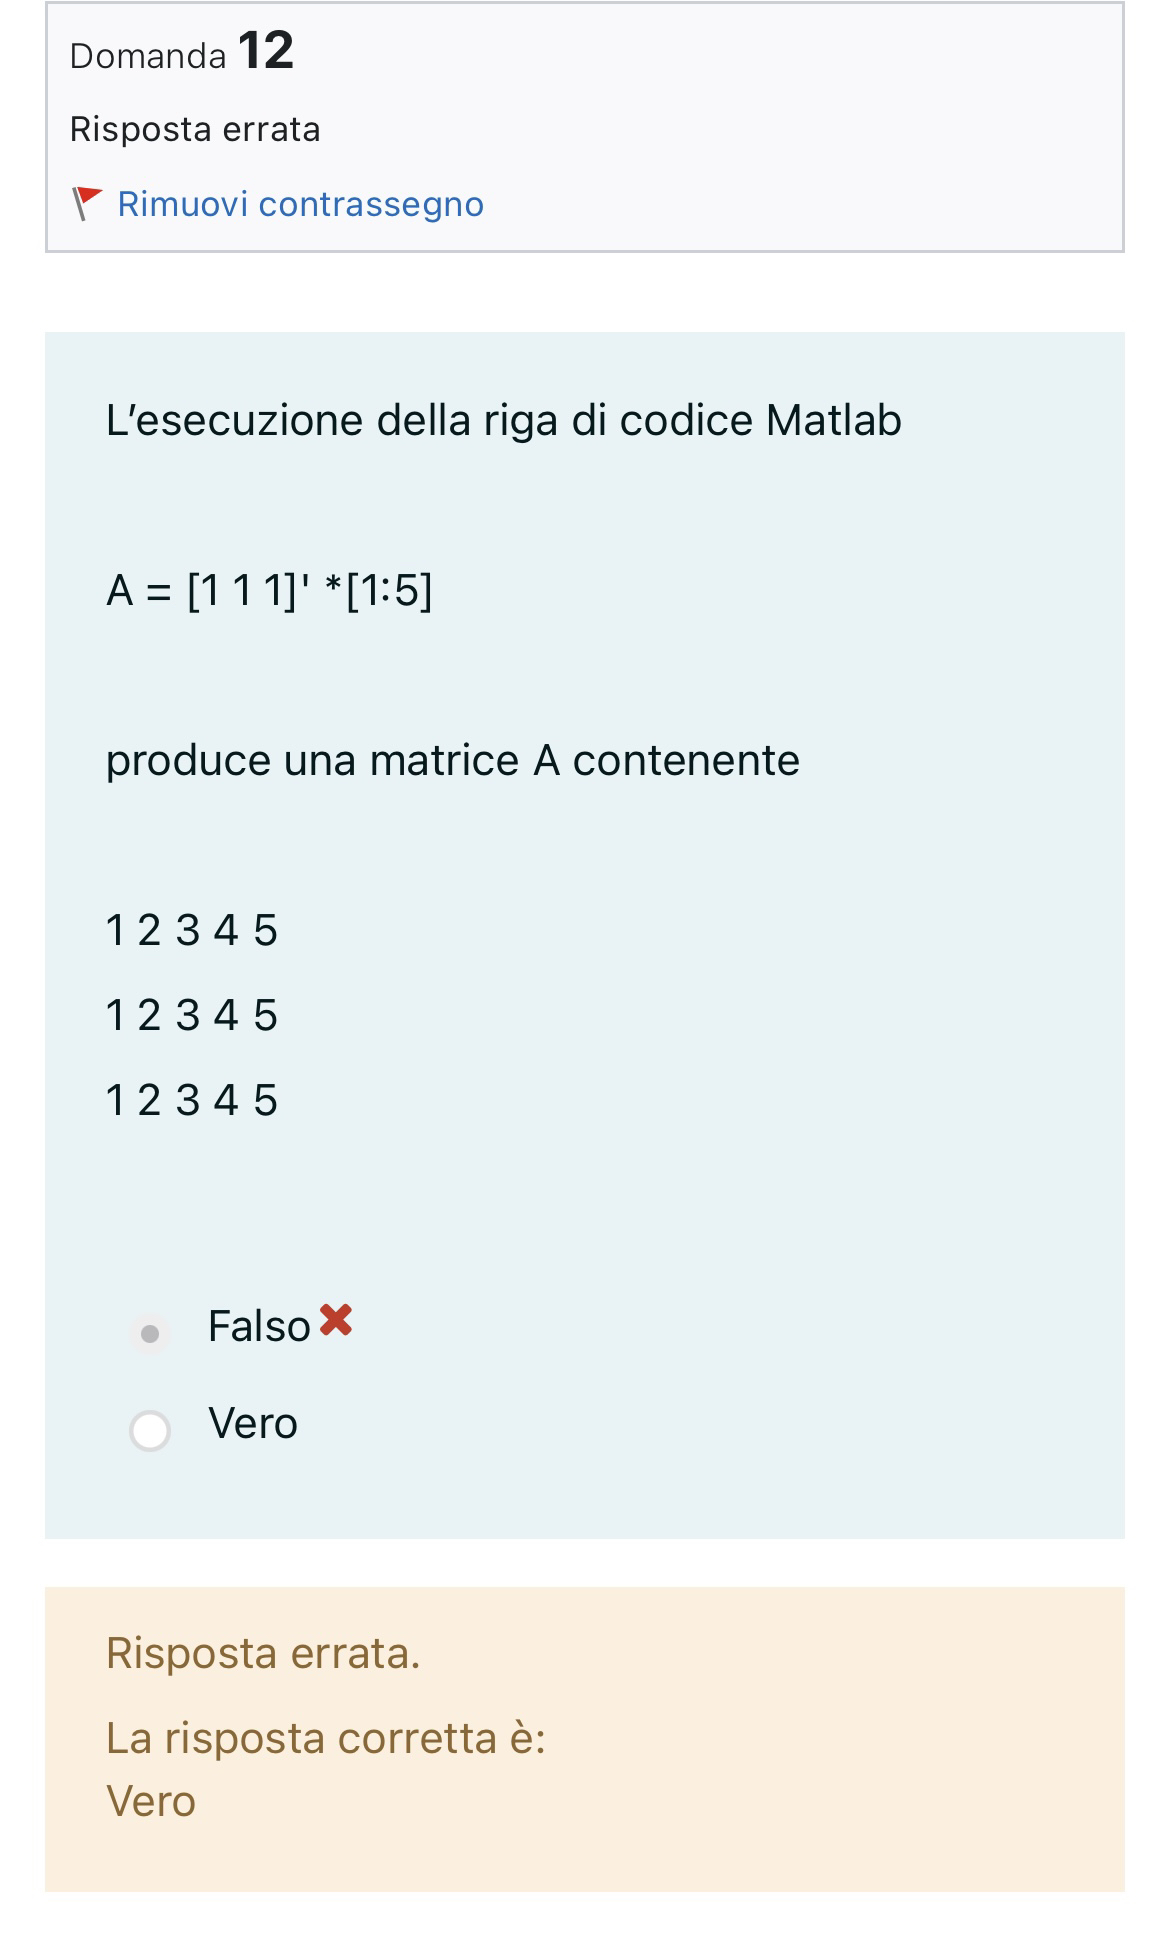 Domanda 12
Risposta errata
Rimuovi contrassegno
L’esecuzione della riga di codice Matlab
A = [1 1 1]' *[1:5]
produce una matrice A contenente
1 2 3 4 5
1 2 3 4 5
1 2 3 4 5
Falso
Vero
Risposta errata.
La risposta corretta è:
Vero